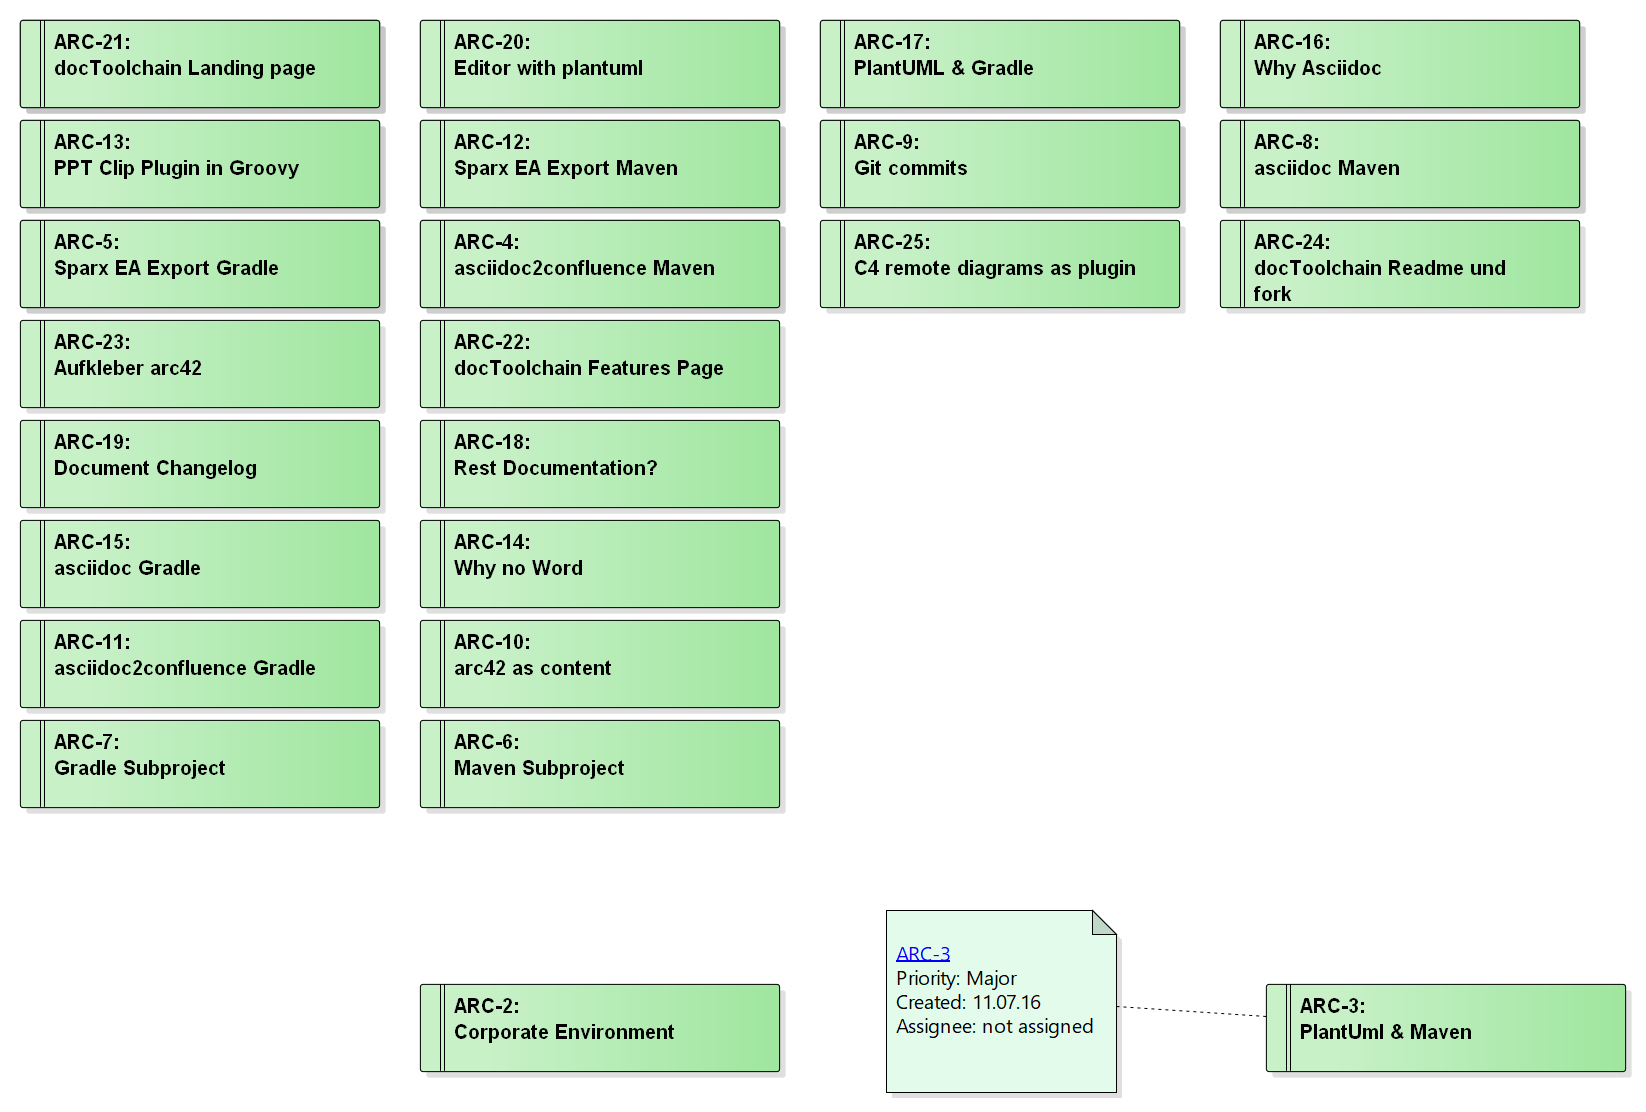 ARC-21:
docToolchain Landing page
ARC-20:
Editor with plantuml
ARC-17:
PlantUML & Gradle
ARC-16:
Why Asciidoc
ARC-13:
PPT Clip Plugin in Groovy
ARC-12:
Sparx EA Export Maven
ARC-9:
Git commits
ARC-8:
asciidoc Maven
ARC-5:
Sparx EA Export Gradle
ARC-4:
asciidoc2confluence Maven
ARC-25:
C4 remote diagrams as plugin
ARC-24:
docToolchain Readme und
fork
ARC-23:
Aufkleber arc42
ARC-22:
docToolchain Features Page
ARC-19:
Document Changelog
ARC-18:
Rest Documentation?
ARC-15:
asciidoc Gradle
ARC-14:
Why no Word
ARC-11:
asciidoc2confluence Gradle
ARC-10:
arc42 as content
ARC-7:
Gradle Subproject
ARC-6:
Maven Subproject
ARC-2:
Corporate Environment
ARC-3
Priority: Major
Created: 11.07.16
Assignee: not assigned
ARC-3:
PlantUml & Maven